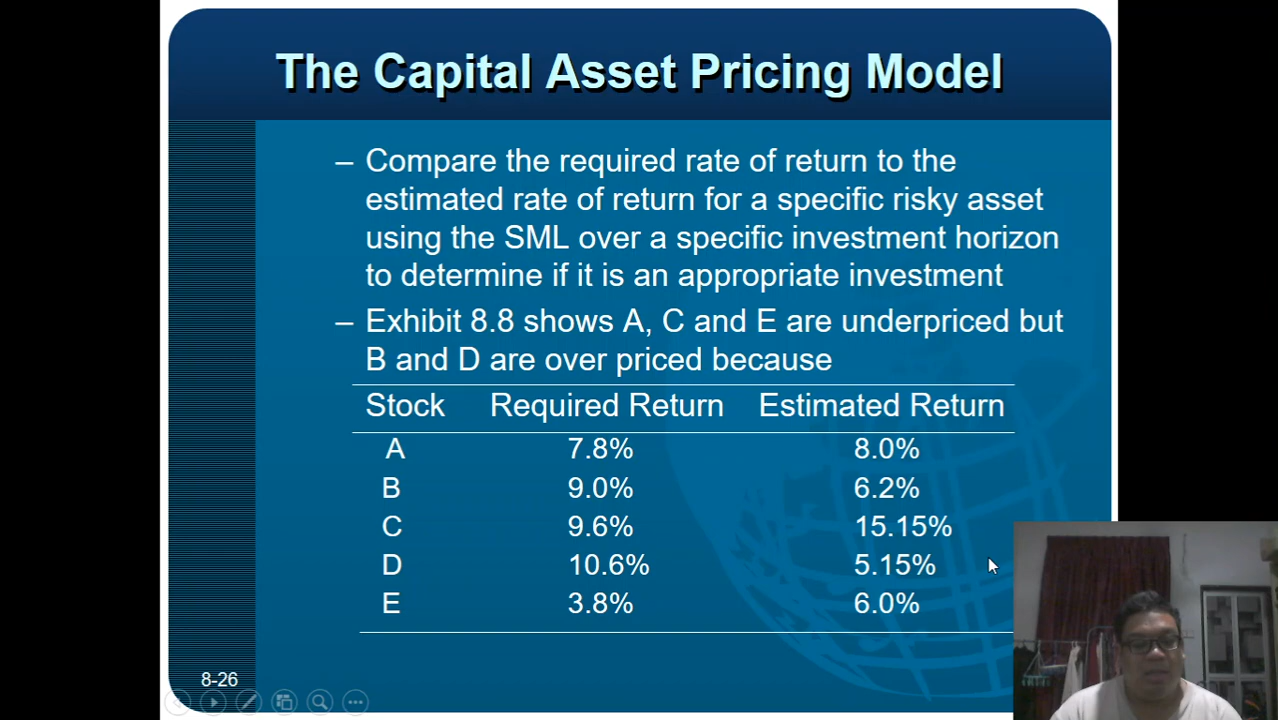 The Capital Asset Pricing Model
– Compare the required rate of return to the
estimated rate of return for a specific risky asset
using the SML over a specific investment horizon
to determine if it is an appropriate investment
– Exhibit 8.8 shows A, C and E are underpriced but
B and D are over priced because
Stock Required Return Estimated Return
A 7.8% 8.0%
B 9.0% 6.2%
C 9.6% 15.15%
D 10.6% 5.15%
E 3.8% 6.0%
8-26